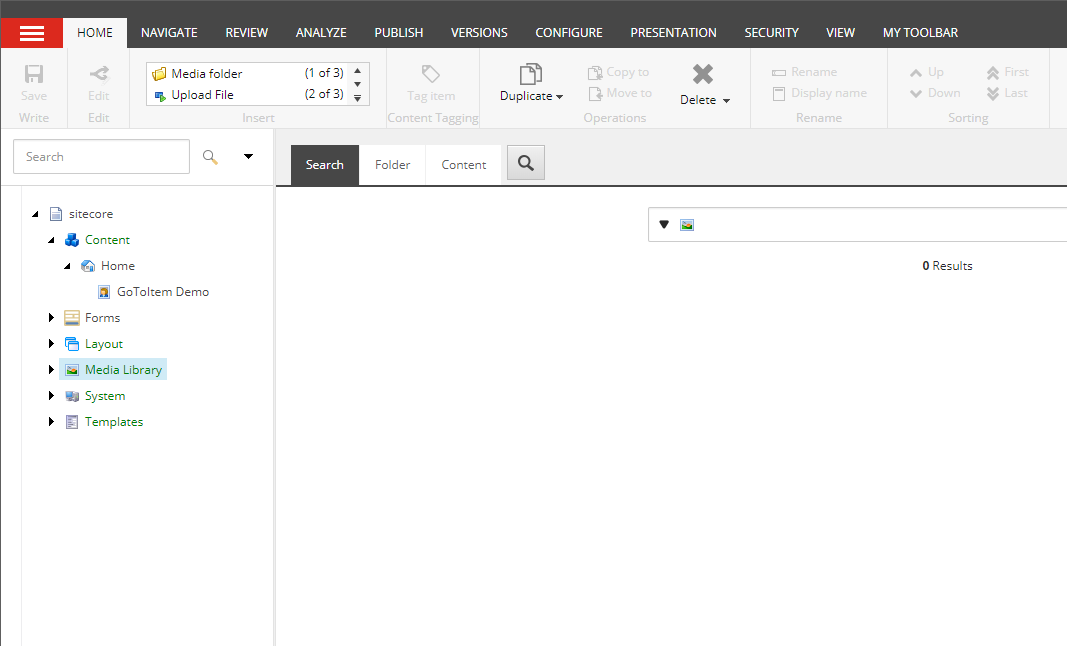 HOME NAVIGATE REVIEW ANALYZE PUBLISH VERSIONS CONFIGURE PRESENTATION SECURITY VIEW MY TOOLBAR
Save
Write
Edit
Edit
Media folder (1 of 3)
Upload File (2 of 3)
Insert
Tag item
Content Tagging
Duplicate
Copy to
Move to
Delete
Operations
Rename
Display name
Rename
Up
Down
First
Last
Sorting
Search
sitecore
Content
Home
GoToItem Demo
Forms
Layout
Media Library
System
Templates
Search Folder Content
0 Results